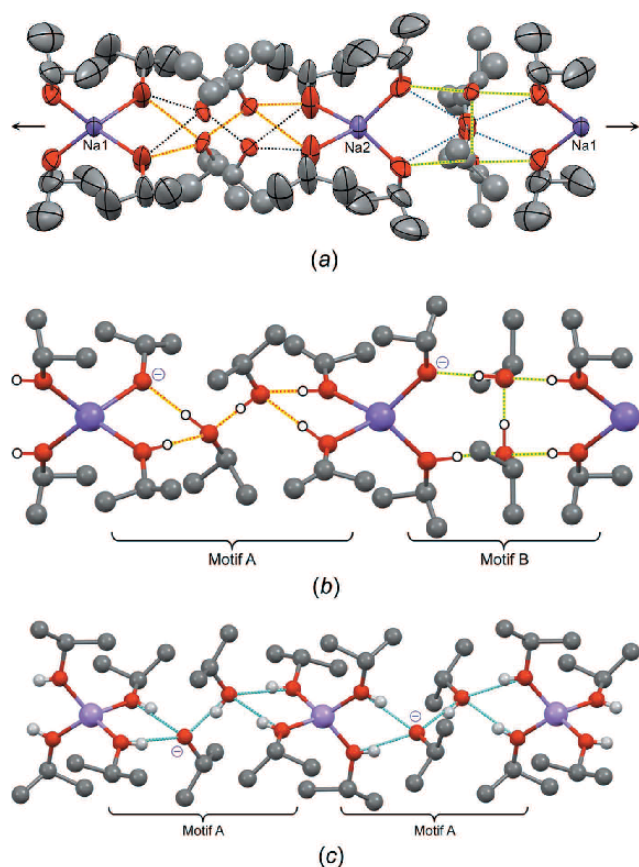 Na1
Na2
Na1
(a)
⊖
⊖
Motif A
Motif B
(b)
⊖
⊖
Motif A
Motif A
(c)